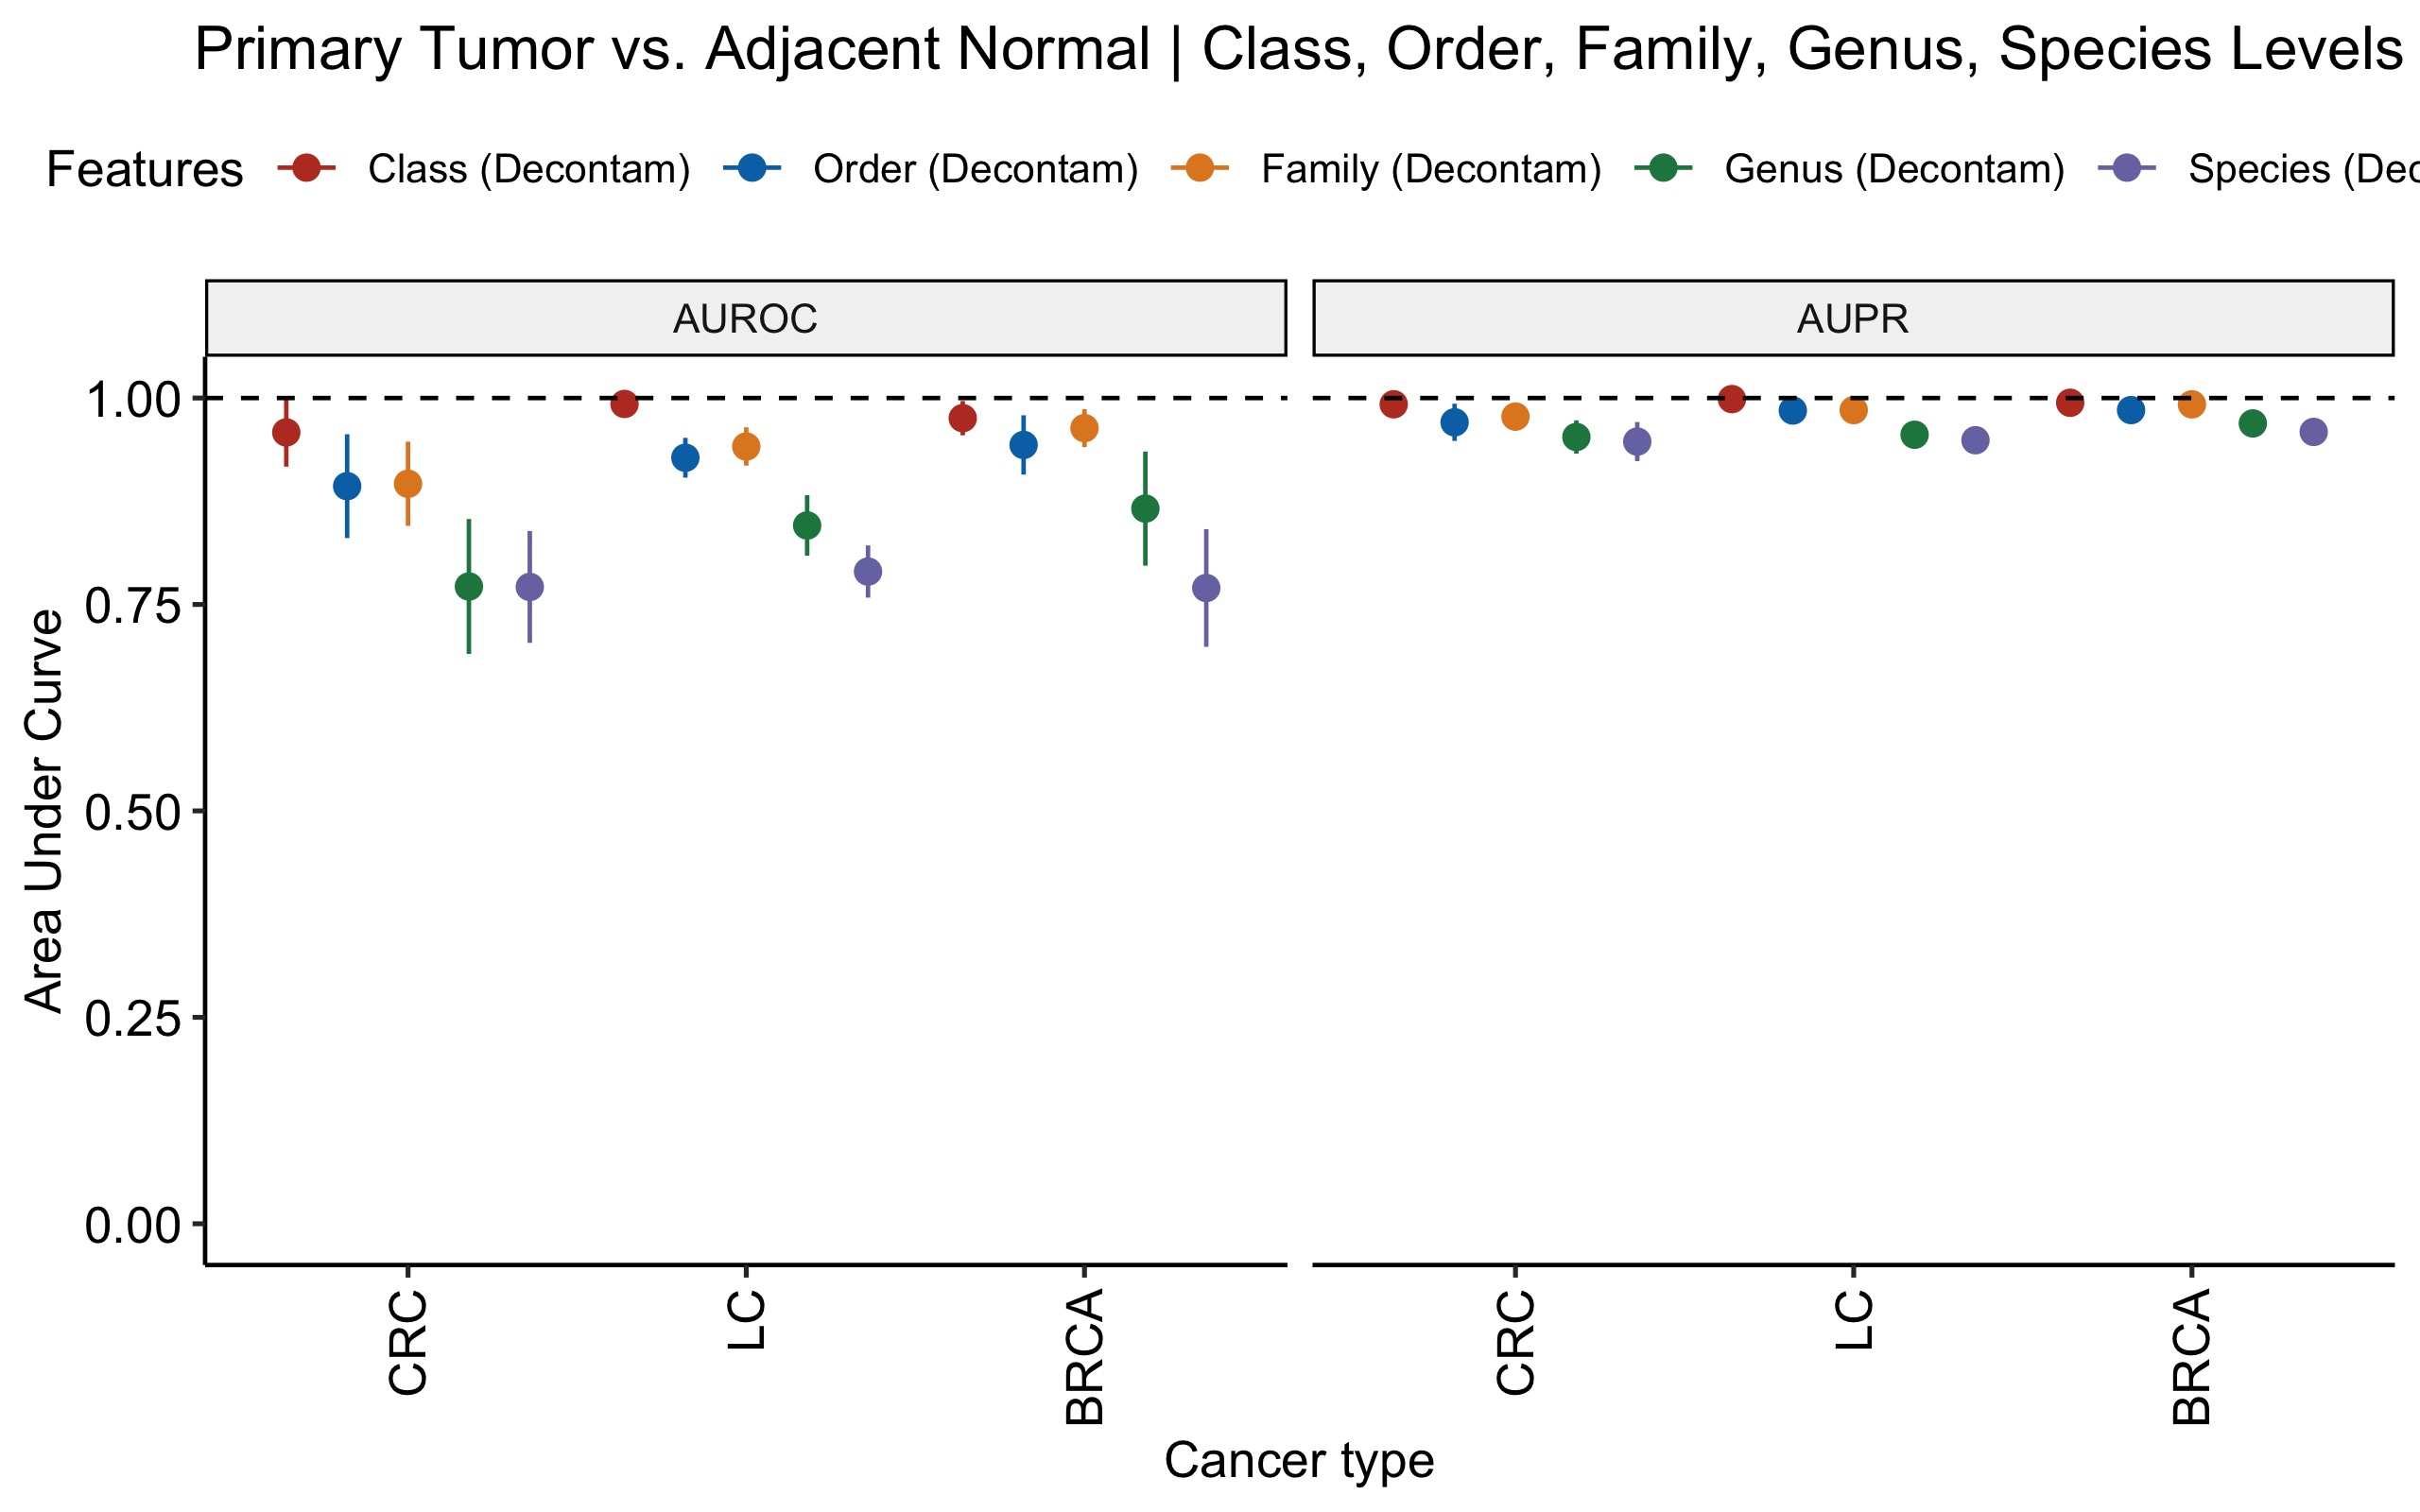 Primary Tumor vs. Adjacent Normal | Class, Order, Family, Genus, Species Levels
Features Class (Decontam) Order (Decontam) Family (Decontam) Genus (Decontam) Species (Dec
AUROC AUPR
1.00
0.75
0.50
0.25
0.00
Area Under Curve
CRC LC BRCA CRC LC BRCA
Cancer type